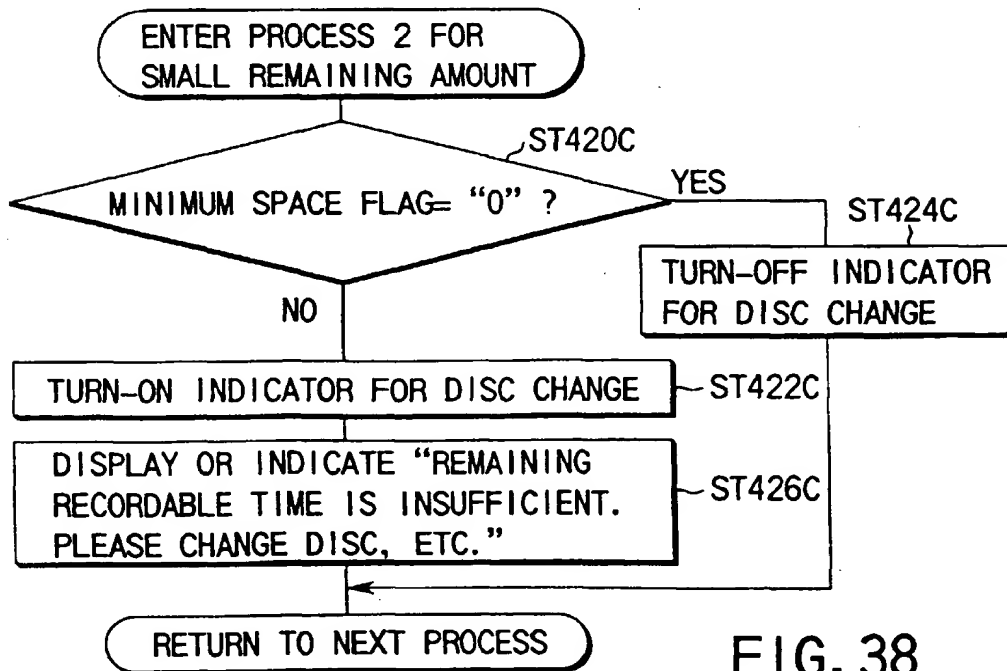 ENTER PROCESS 2 FOR
SMALL REMAINING AMOUNT
ST420C
MINIMUM SPACE FLAG= “0” ?
YES
ST424C
TURN–OFF INDICATOR
FOR DISC CHANGE
NO
TURN–ON INDICATOR FOR DISC CHANGE
ST422C
DISPLAY OR INDICATE “REMAINING
RECORDABLE TIME IS INSUFFICIENT.
PLEASE CHANGE DISC, ETC.”
ST426C
RETURN TO NEXT PROCESS
FIG. 38